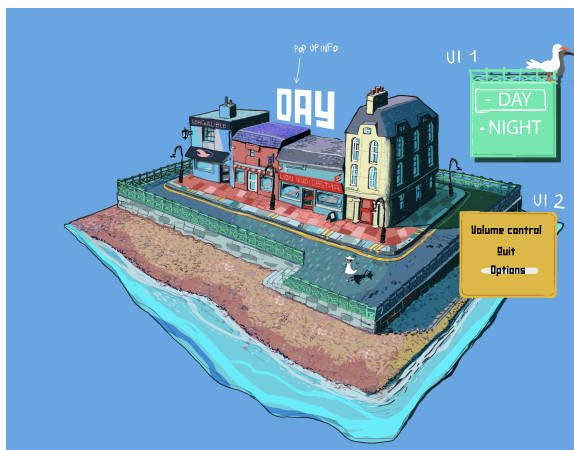 POP UP INFO
DAY
UI 1
- DAY
- NIGHT
UI 2
Volume control
Quit
Options